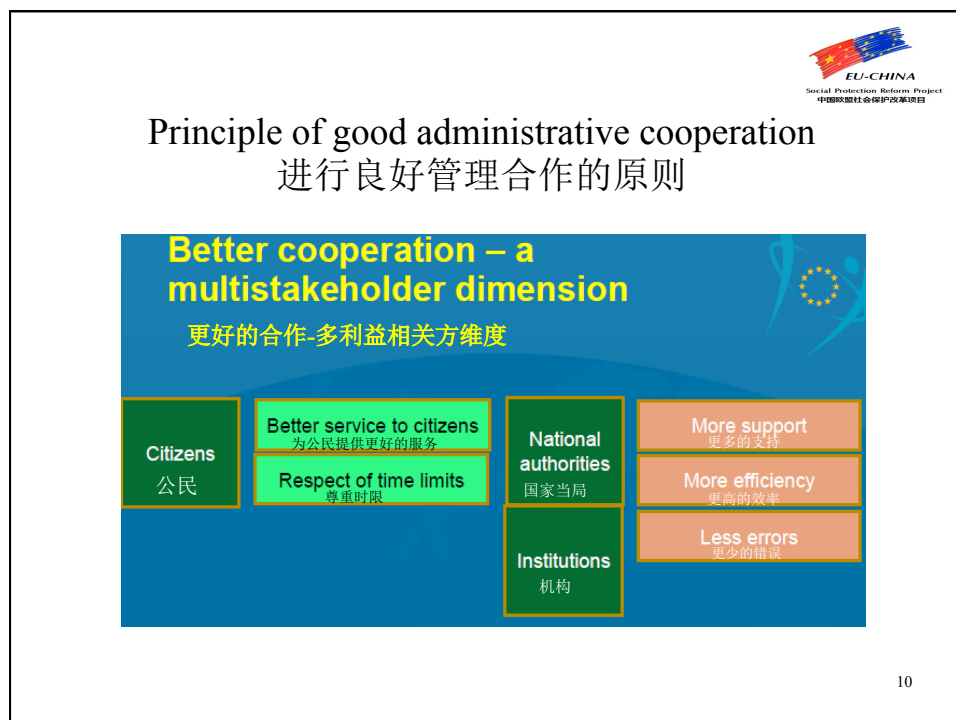 EU-CHINA
Social Protection Reform Project
中国欧盟社会保护改革项目
Principle of good administrative cooperation
进行良好管理合作的原则
Better cooperation – a
multistakeholder dimension
更好的合作-多利益相关方维度
Citizens
公民
Better service to citizens
为公民提供更好的服务
Respect of time limits
尊重时限
National
authorities
国家当局
Institutions
机构
More support
更多的支持
More efficiency
更高的效率
Less errors
更少的错误
10